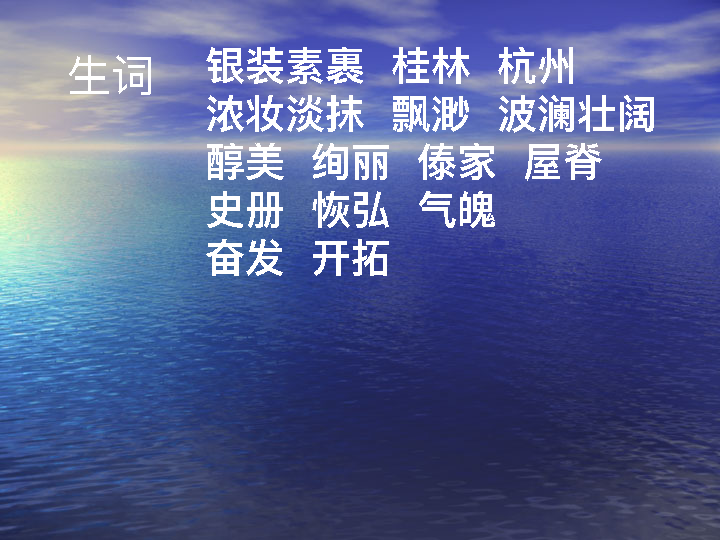 生词
银装素裹 桂林 杭州
浓妆淡抹 飘渺 波澜壮阔
醇美 绚丽 傣家 屋脊
史册 恢弘 气魄
奋发 开拓